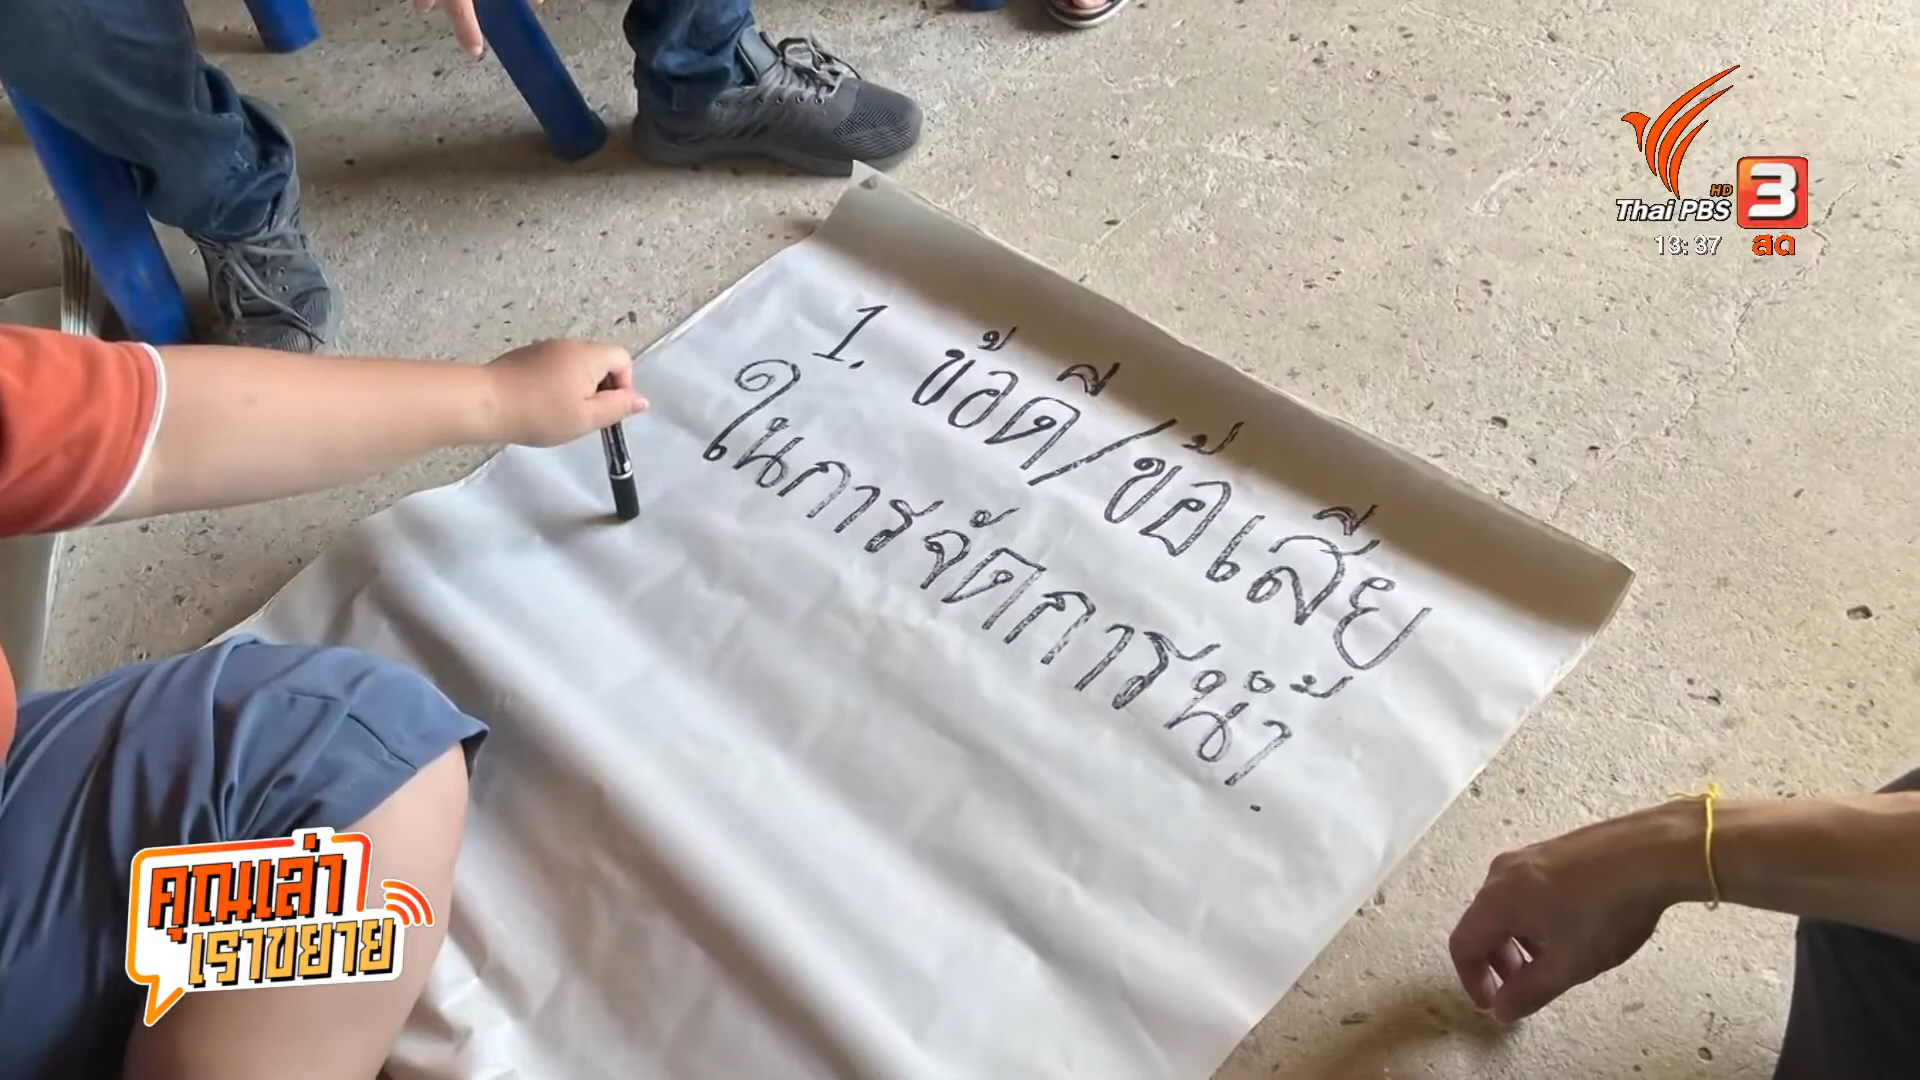 Thai PBS HD 3
13:37 สด
1. ข้อดี/ข้อเสีย
ในการจัดการน้ำ.
คุณเล่า
เราขยาย